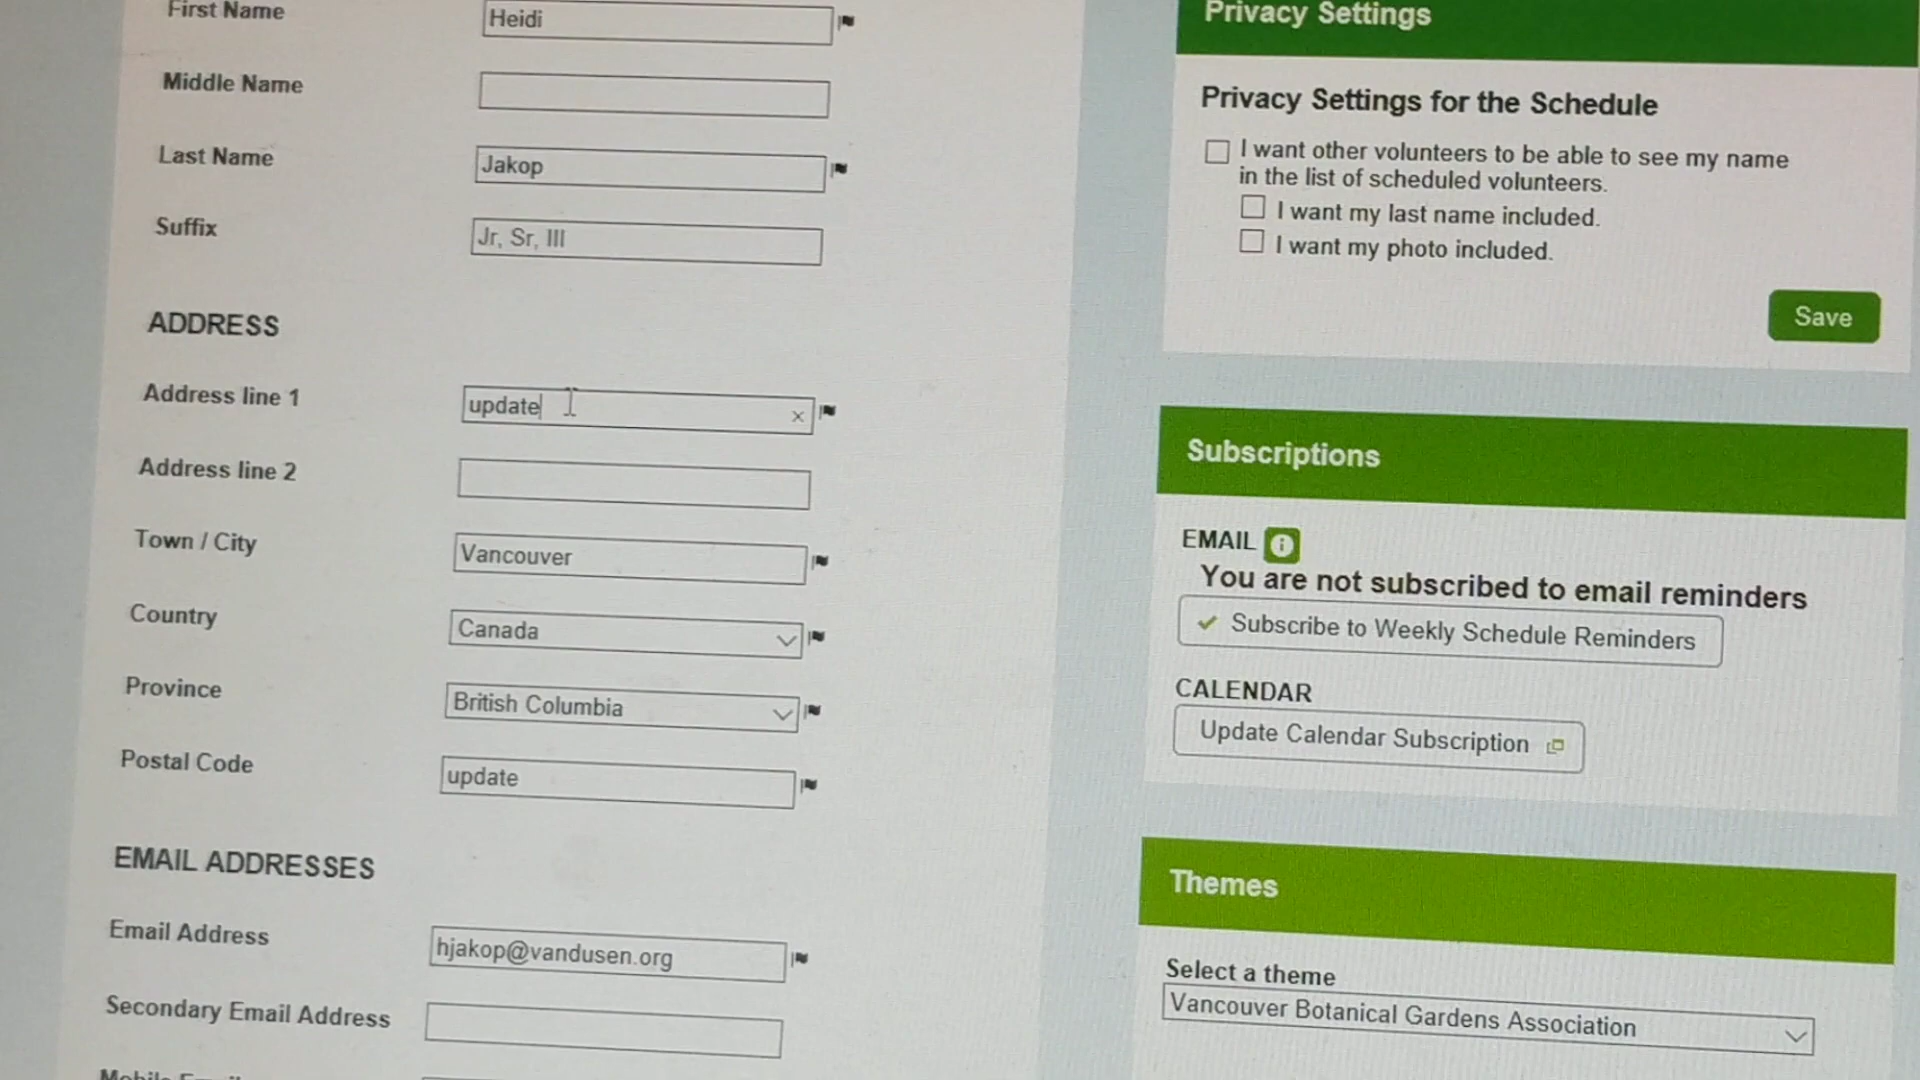 First Name
Heidi
Middle Name
Last Name
Jakop
Suffix
Jr, Sr, III
ADDRESS
Address line 1
update
Address line 2
Town / City
Vancouver
Country
Canada
Province
British Columbia
Postal Code
update
EMAIL ADDRESSES
Email Address
hjakop@vandusen.org
Secondary Email Address
Privacy Settings
Privacy Settings for the Schedule
I want other volunteers to be able to see my name
in the list of scheduled volunteers.
I want my last name included.
I want my photo included.
Save
Subscriptions
EMAIL
You are not subscribed to email reminders
Subscribe to Weekly Schedule Reminders
CALENDAR
Update Calendar Subscription
Themes
Select a theme
Vancouver Botanical Gardens Association